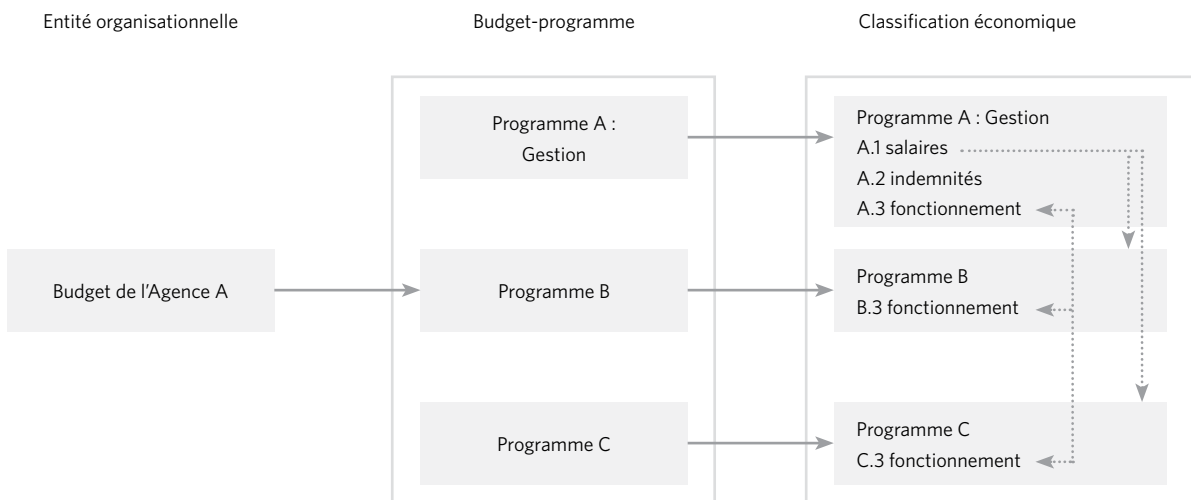 Entité organisationnelle
Budget-programme
Classification économique
Budget de l'Agence A
Programme A :
Gestion
Programme B
Programme C
Programme A : Gestion
A.1 salaires
A.2 indemnités
A.3 fonctionnement
Programme B
B.3 fonctionnement
Programme C
C.3 fonctionnement